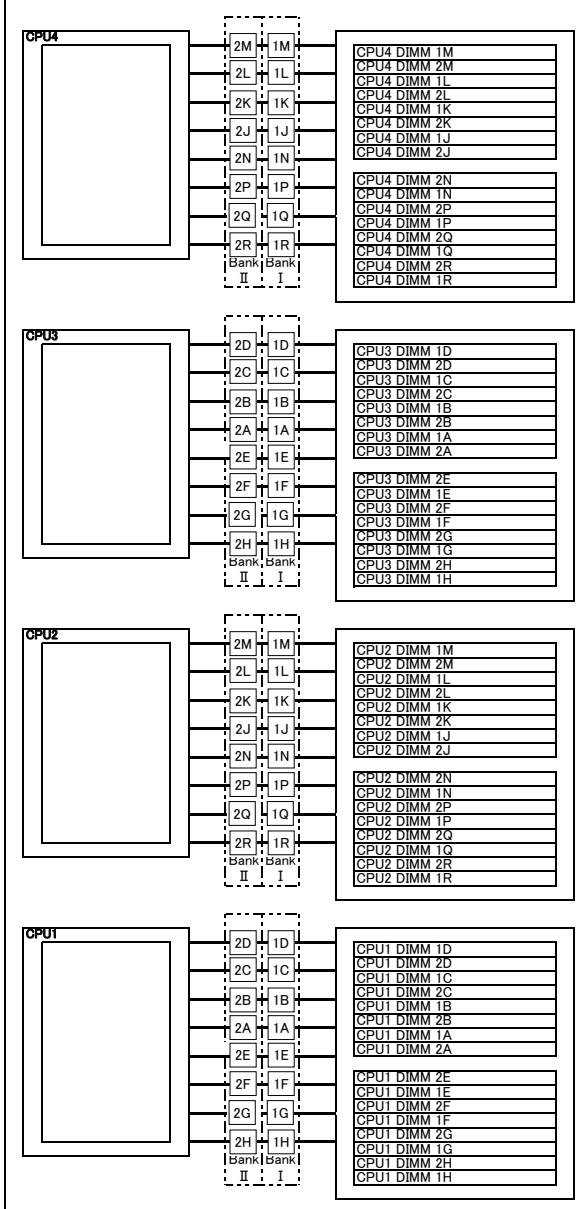 CPU4
2M 1M
2L 1L
2K 1K
2J 1J
2N 1N
2P 1P
2Q 1Q
2R 1R
Bank Bank
II I
CPU4 DIMM 1M
CPU4 DIMM 2M
CPU4 DIMM 1L
CPU4 DIMM 2L
CPU4 DIMM 1K
CPU4 DIMM 2K
CPU4 DIMM 1J
CPU4 DIMM 2J
CPU4 DIMM 2N
CPU4 DIMM 1N
CPU4 DIMM 2P
CPU4 DIMM 1P
CPU4 DIMM 2Q
CPU4 DIMM 1Q
CPU4 DIMM 2R
CPU4 DIMM 1R
CPU3
2D 1D
2C 1C
2B 1B
2A 1A
2E 1E
2F 1F
2G 1G
2H 1H
Bank Bank
II I
CPU3 DIMM 1D
CPU3 DIMM 2D
CPU3 DIMM 1C
CPU3 DIMM 2C
CPU3 DIMM 1B
CPU3 DIMM 2B
CPU3 DIMM 1A
CPU3 DIMM 2A
CPU3 DIMM 2E
CPU3 DIMM 1E
CPU3 DIMM 2F
CPU3 DIMM 1F
CPU3 DIMM 2G
CPU3 DIMM 1G
CPU3 DIMM 2H
CPU3 DIMM 1H
CPU2
2M 1M
2L 1L
2K 1K
2J 1J
2N 1N
2P 1P
2Q 1Q
2R 1R
Bank Bank
II I
CPU2 DIMM 1M
CPU2 DIMM 2M
CPU2 DIMM 1L
CPU2 DIMM 2L
CPU2 DIMM 1K
CPU2 DIMM 2K
CPU2 DIMM 1J
CPU2 DIMM 2J
CPU2 DIMM 2N
CPU2 DIMM 1N
CPU2 DIMM 2P
CPU2 DIMM 1P
CPU2 DIMM 2Q
CPU2 DIMM 1Q
CPU2 DIMM 2R
CPU2 DIMM 1R
CPU1
2D 1D
2C 1C
2B 1B
2A 1A
2E 1E
2F 1F
2G 1G
2H 1H
Bank Bank
II I
CPU1 DIMM 1D
CPU1 DIMM 2D
CPU1 DIMM 1C
CPU1 DIMM 2C
CPU1 DIMM 1B
CPU1 DIMM 2B
CPU1 DIMM 1A
CPU1 DIMM 2A
CPU1 DIMM 2E
CPU1 DIMM 1E
CPU1 DIMM 2F
CPU1 DIMM 1F
CPU1 DIMM 2G
CPU1 DIMM 1G
CPU1 DIMM 2H
CPU1 DIMM 1H